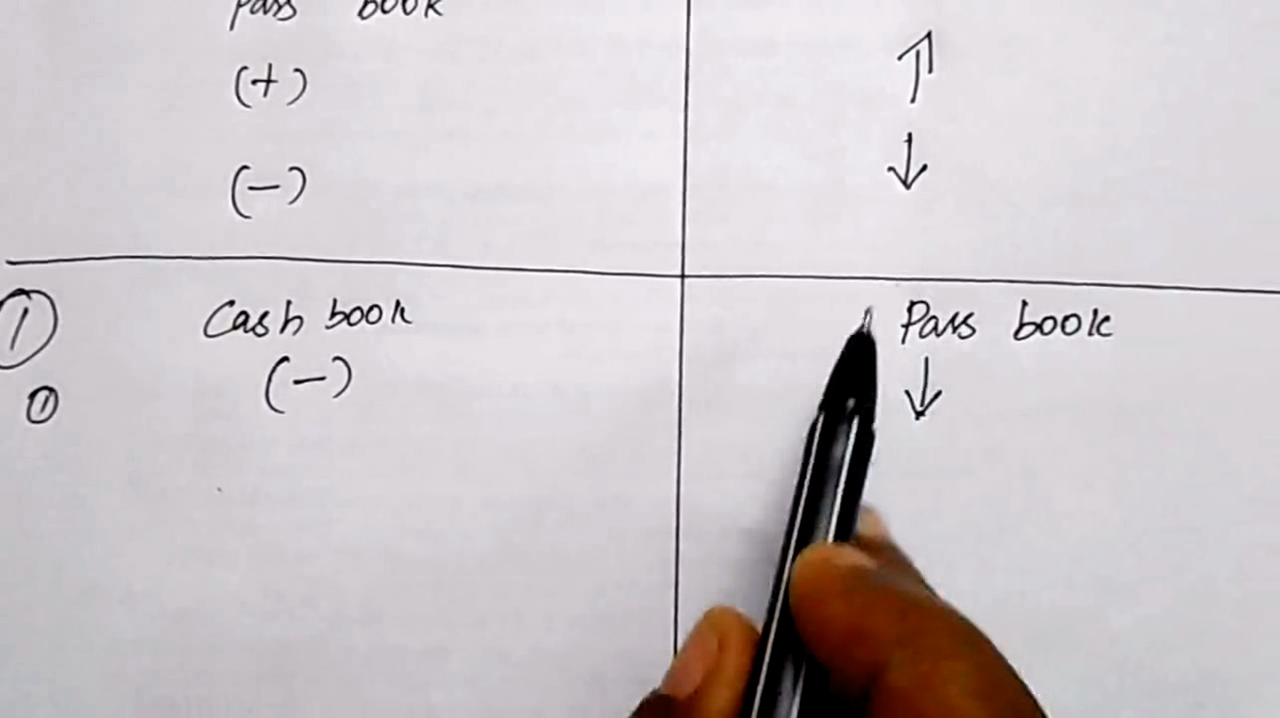 Pass book
(+) ↑
(-) ↓
① Cash book Pass book
① (-) ↓